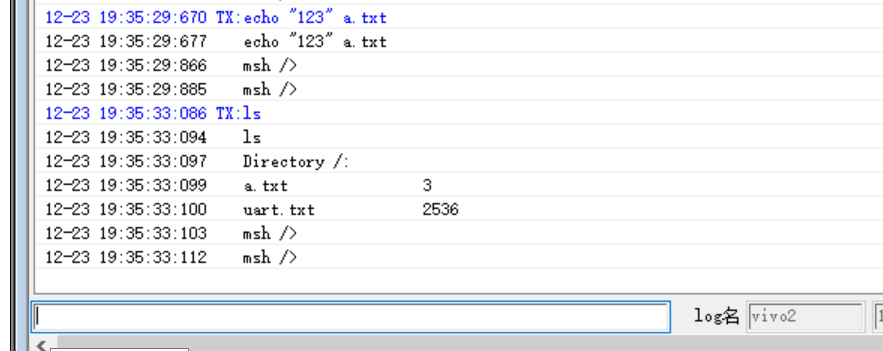 12-23 19:35:29:670 TX:echo "123" a.txt
12-23 19:35:29:677 echo "123" a.txt
12-23 19:35:29:866 msh />
12-23 19:35:29:885 msh />
12-23 19:35:33:086 TX:ls
12-23 19:35:33:094 ls
12-23 19:35:33:097 Directory /:
12-23 19:35:33:099 a.txt 3
12-23 19:35:33:100 uart.txt 2536
12-23 19:35:33:103 msh />
12-23 19:35:33:112 msh />
log名 vivo2